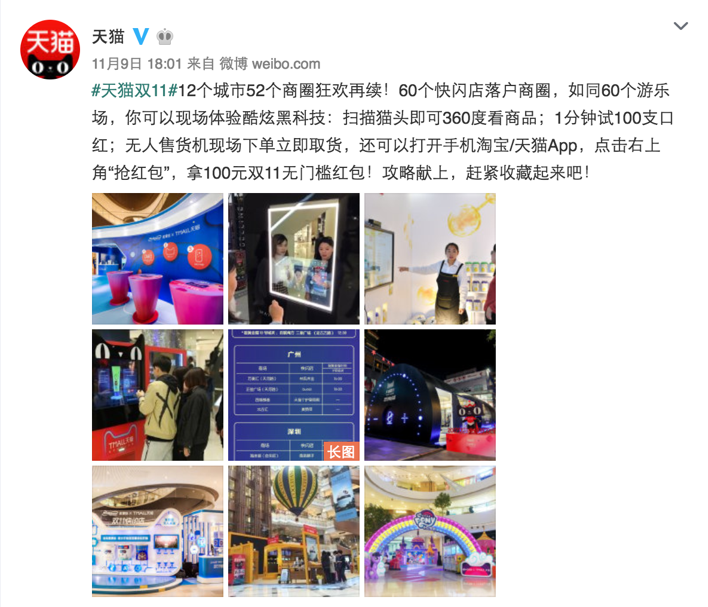 天猫
天猫
11月9日 18:01 来自 微博 weibo.com
#天猫双11#12个城市52个商圈狂欢再续！60个快闪店落户商圈，如同60个游乐
场，你可以现场体验酷炫黑科技：扫描猫头即可360度看商品；1分钟试100支口
红；无人售货机现场下单立即取货，还可以打开手机淘宝/天猫App，点击右上
角“抢红包”，拿100元双11无门槛红包！攻略献上，赶紧收藏起来吧！
TMALL天猫
广州
深圳
长图
PONY